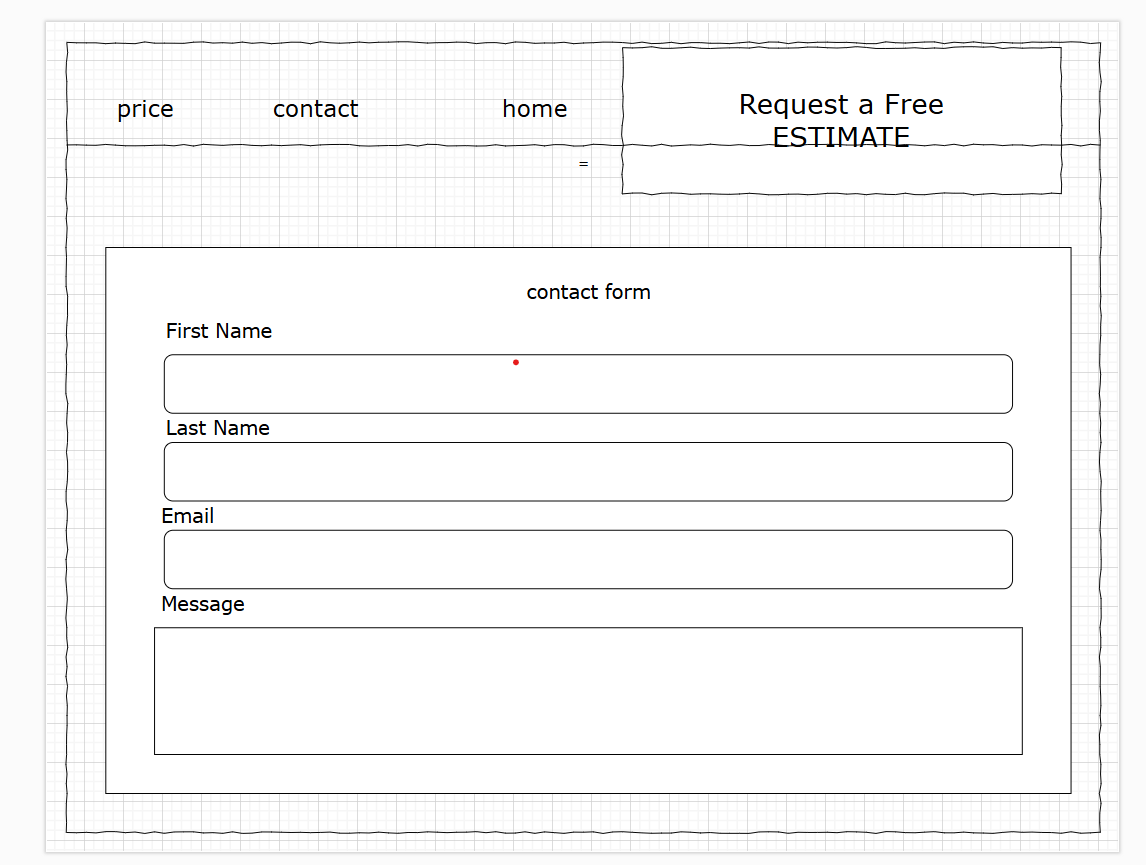 price contact home
Request a Free
ESTIMATE
=
contact form
First Name
Last Name
Email
Message